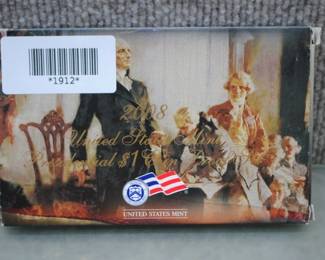 *1912*
2008
United States Mint
Presidential $1 Coin
UNITED STATES MINT